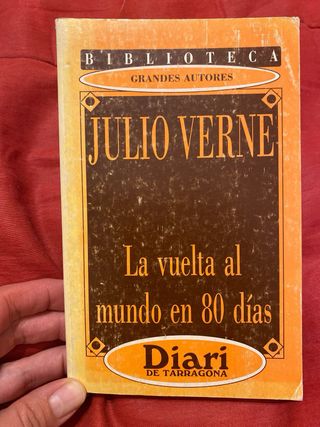 BIBLIOTECA
GRANDES AUTORES
JULIO VERNE
La vuelta al
mundo en 80 días
Diari
DE TARRAGONA